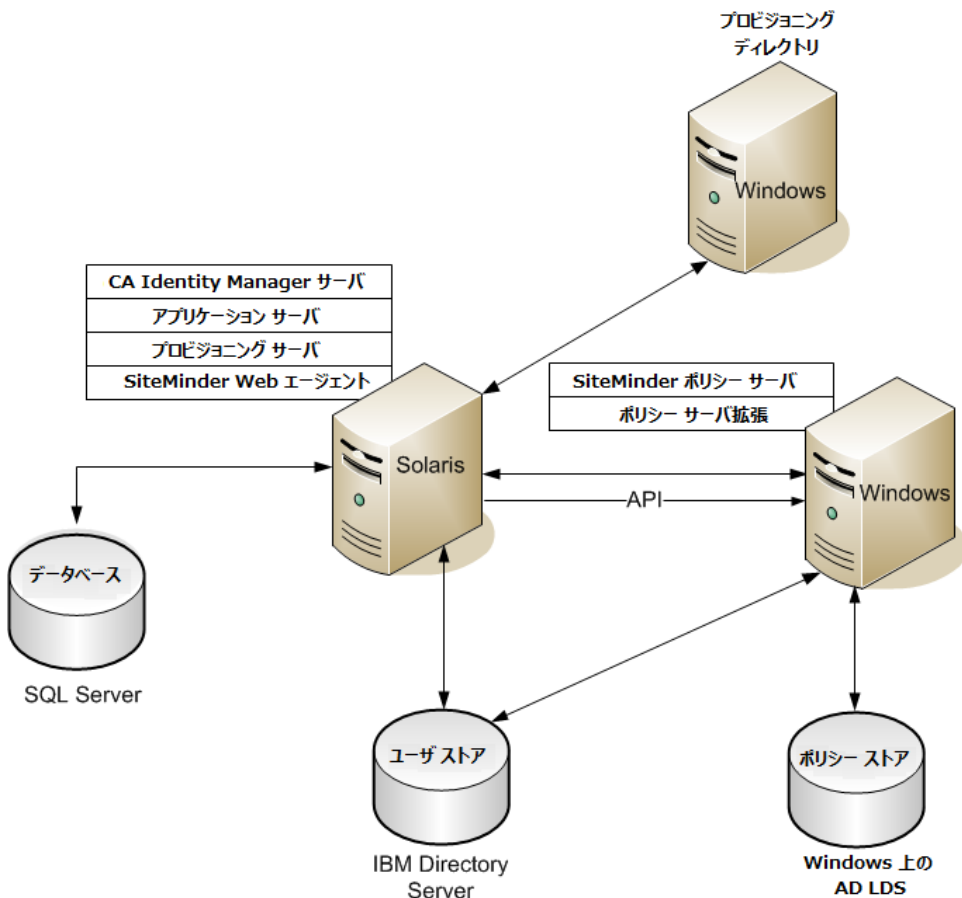 プロビジョニング
ディレクトリ
Windows
CA Identity Manager サーバ
アプリケーション サーバ
プロビジョニング サーバ
SiteMinder Web エージェント
SiteMinder ポリシー サーバ
ポリシー サーバ拡張
Solaris
API
Windows
データベース
SQL Server
ユーザ ストア
IBM Directory
Server
ポリシー ストア
Windows 上の
AD LDS